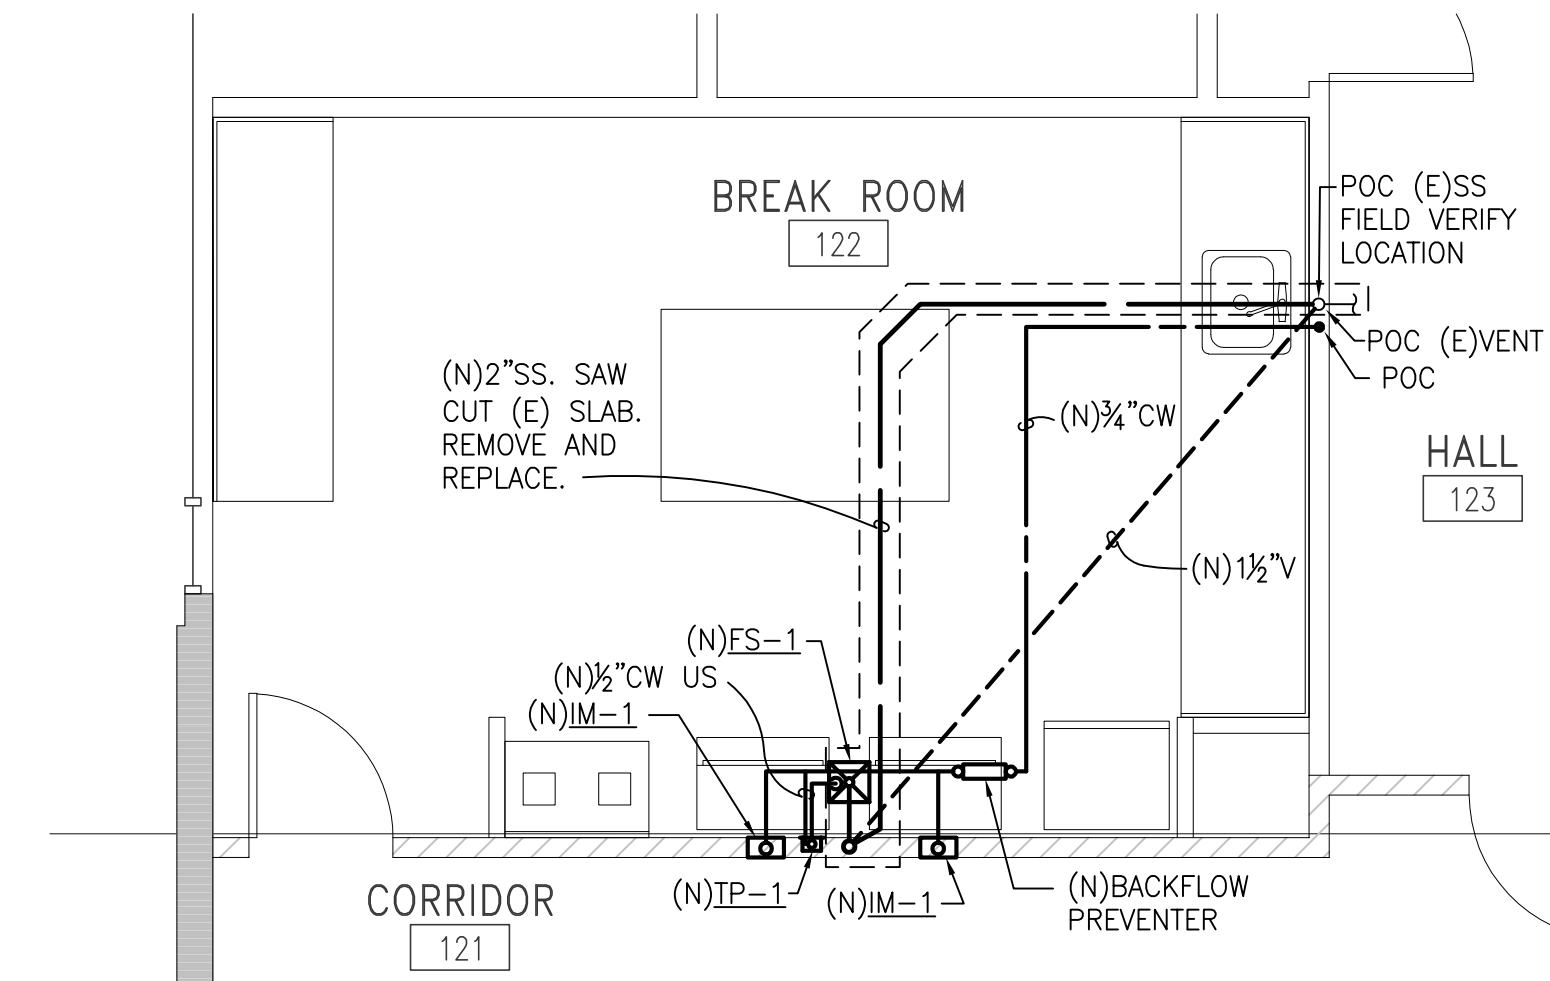 BREAK ROOM
122
POC (E)SS
FIELD VERIFY
LOCATION
POC (E)VENT
POC
(N)2"SS. SAW
CUT (E) SLAB.
REMOVE AND
REPLACE.
(N)¾"CW
HALL
123
(N)1½"V
(N)FS-1
(N)½"CW US
(N)IM-1
(N)TP-1
(N)IM-1
(N)BACKFLOW
PREVENTER
CORRIDOR
121